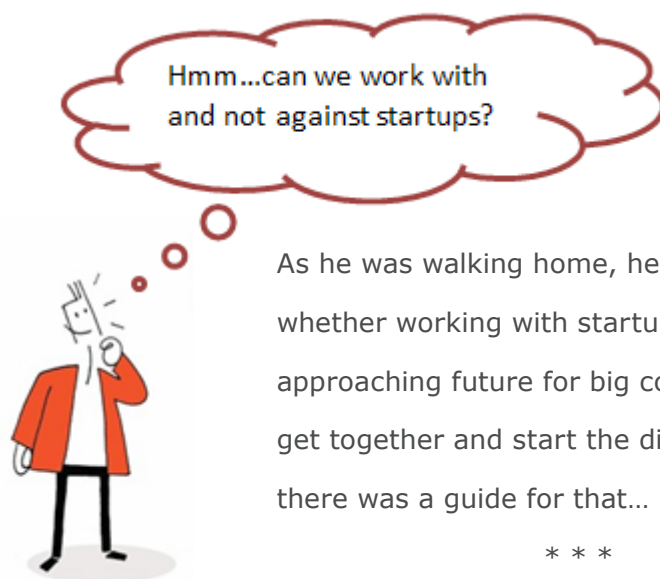 Hmm...can we work with
and not against startups?
As he was walking home, he
whether working with startu
approaching future for big co
get together and start the di
there was a guide for that...
* * *